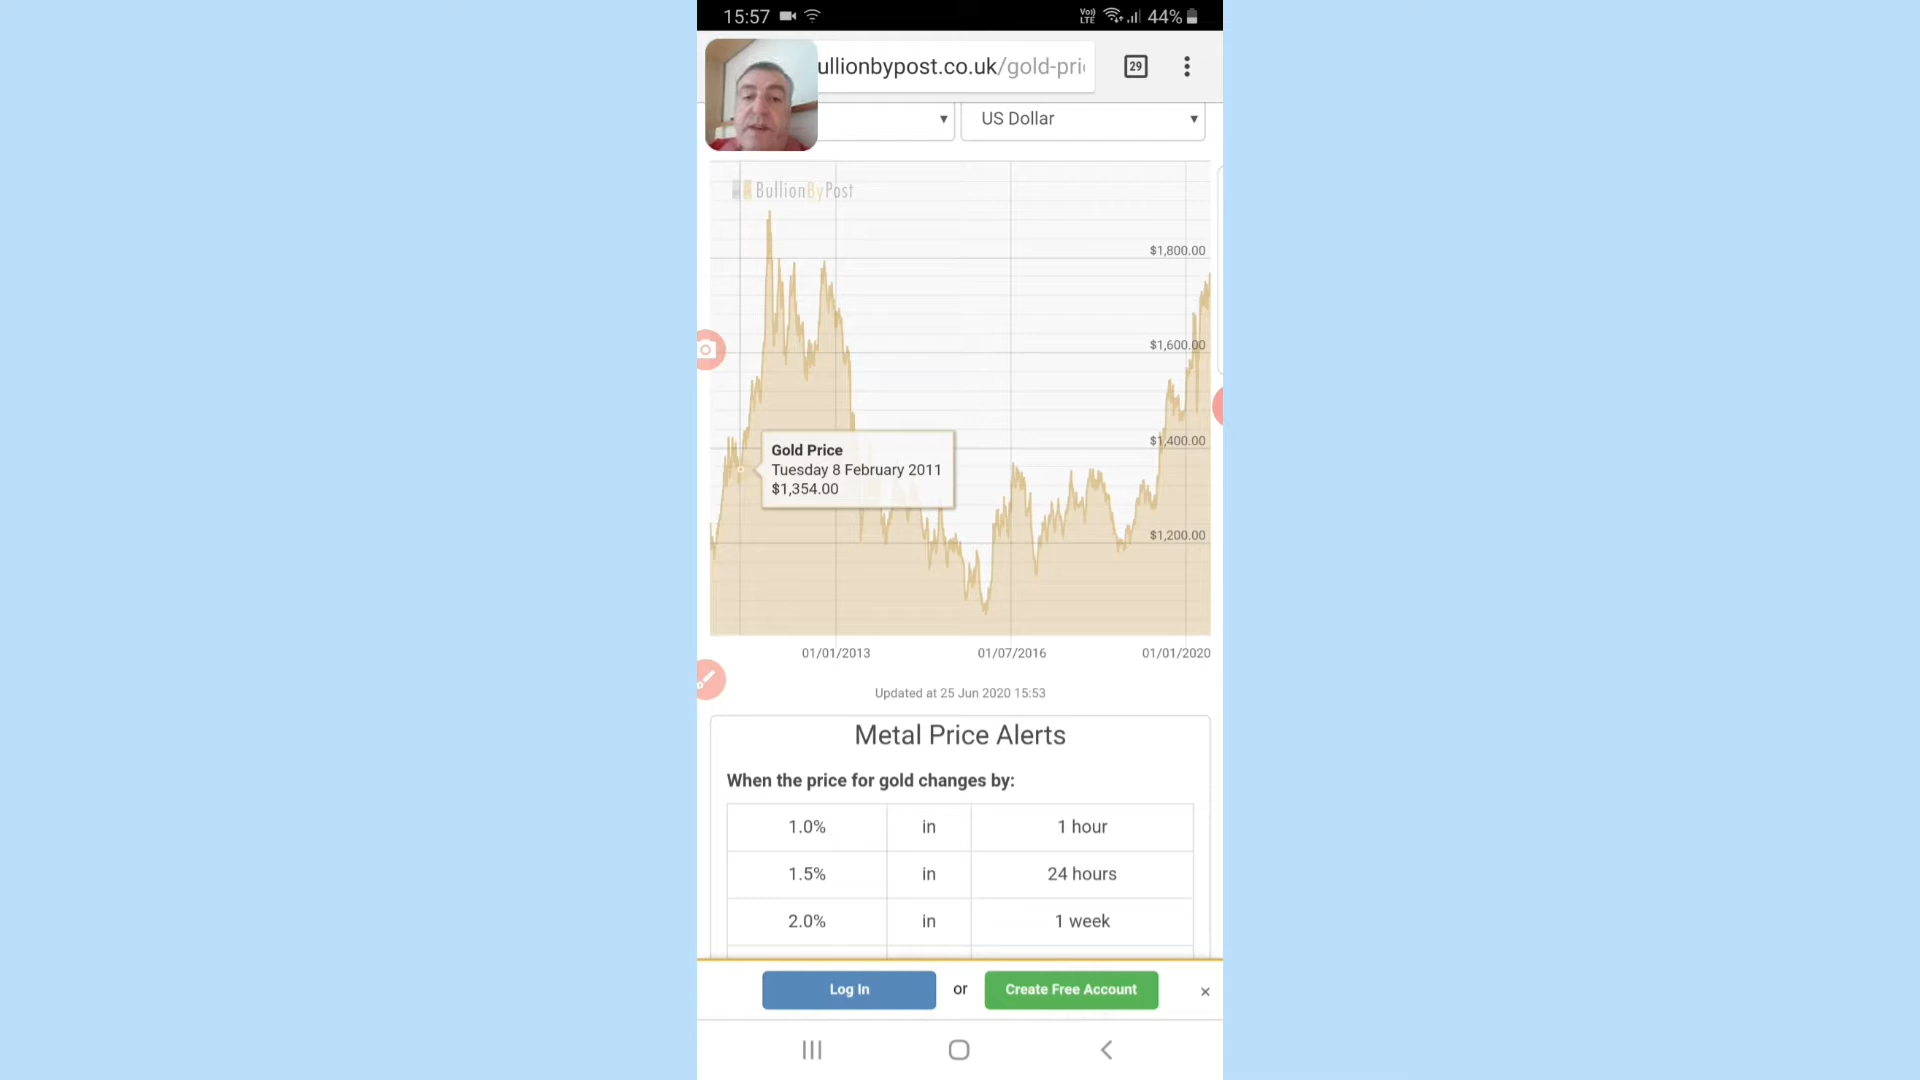 15:57
Vo)) LTE 44%
ullionbypost.co.uk/gold-pri
29
US Dollar
BullionByPost
$1,800.00
$1,600.00
$1,400.00
$1,200.00
Gold Price
Tuesday 8 February 2011
$1,354.00
01/01/2013 01/07/2016 01/01/2020
Updated at 25 Jun 2020 15:53
Metal Price Alerts
When the price for gold changes by:
1.0% in 1 hour
1.5% in 24 hours
2.0% in 1 week
Log In or Create Free Account ×